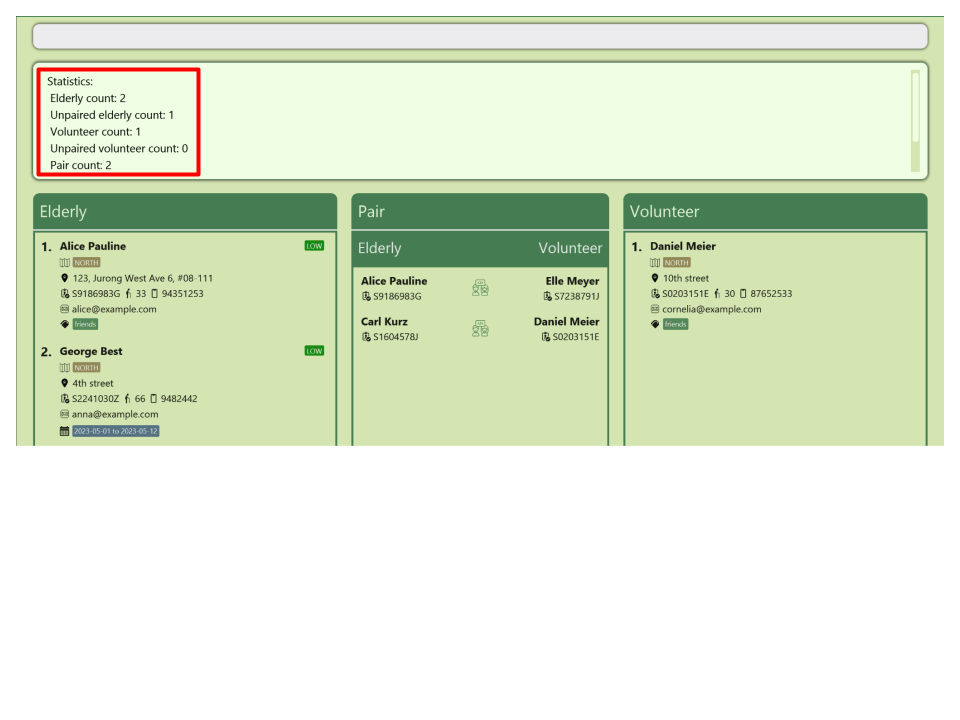 Statistics:
Elderly count: 2
Unpaired elderly count: 1
Volunteer count: 1
Unpaired volunteer count: 0
Pair count: 2
Elderly
1. Alice Pauline LOW
NORTH
123, Jurong West Ave 6, #08-111
S9186983G 33 94351253
alice@example.com
friends
2. George Best LOW
NORTH
4th street
S2241030Z 66 9482442
anna@example.com
2023-05-01 to 2023-05-12
Pair
Elderly Volunteer
Alice Pauline Elle Meyer
S9186983G S7238791J
Carl Kurz Daniel Meier
S1604578J S0203151E
Volunteer
1. Daniel Meier
NORTH
10th street
S0203151E 30 87652533
cornelia@example.com
friends